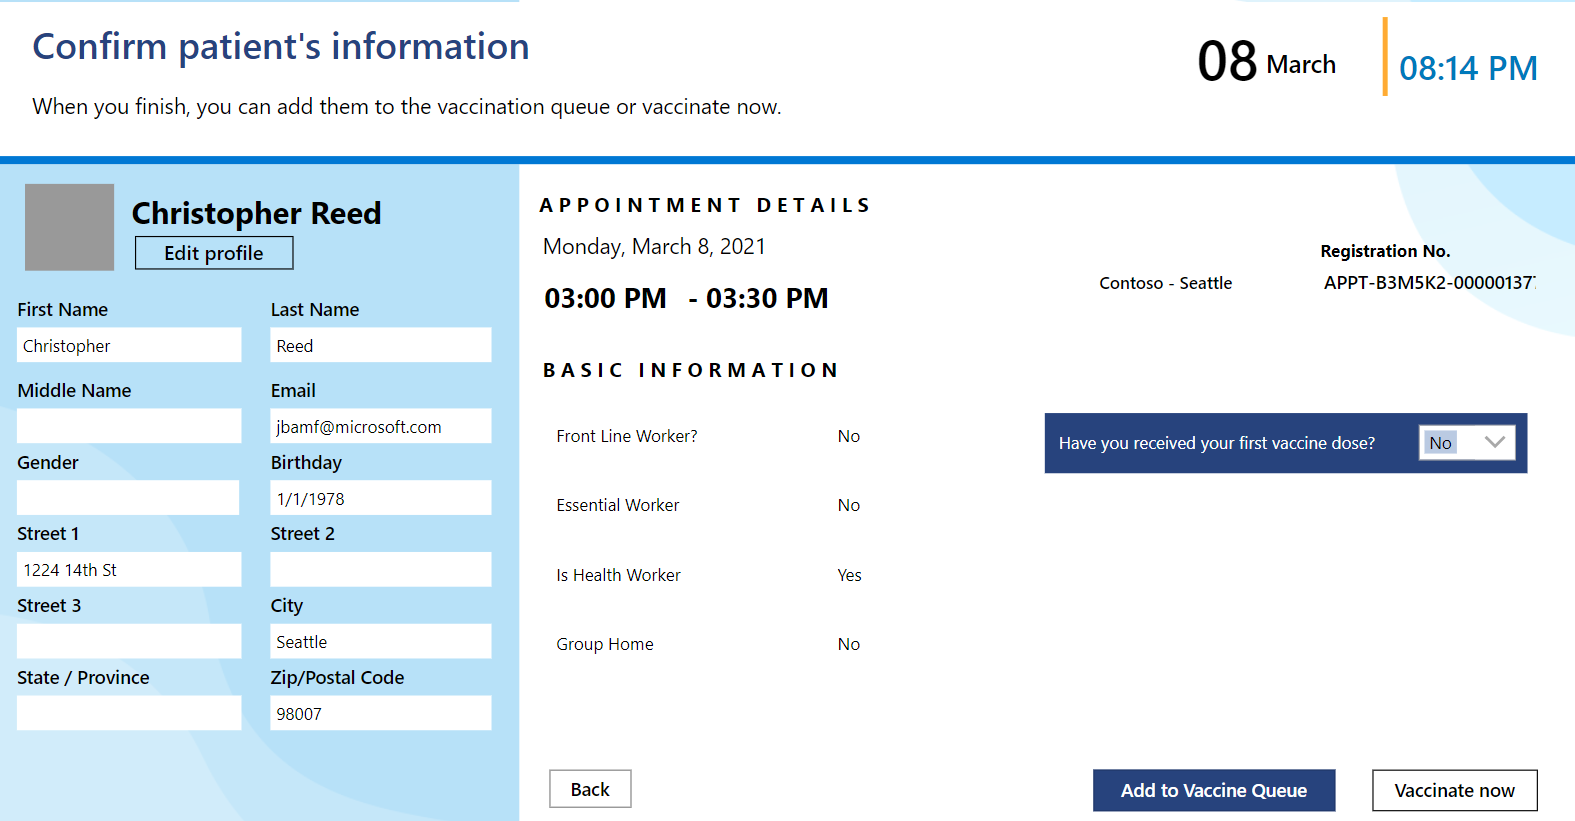 Confirm patient's information
When you finish, you can add them to the vaccination queue or vaccinate now.
08 March
08:14 PM
Christopher Reed
Edit profile
First Name
Last Name
Christopher
Reed
Middle Name
Email
jbamf@microsoft.com
Gender
Birthday
1/1/1978
Street 1
Street 2
1224 14th St
Street 3
City
Seattle
State / Province
Zip/Postal Code
98007
APPOINTMENT DETAILS
Monday, March 8, 2021
03:00 PM - 03:30 PM
Contoso - Seattle
Registration No.
APPT-B3M5K2-00000137
BASIC INFORMATION
Front Line Worker? No
Essential Worker No
Is Health Worker Yes
Group Home No
Have you received your first vaccine dose? No
Back
Add to Vaccine Queue
Vaccinate now